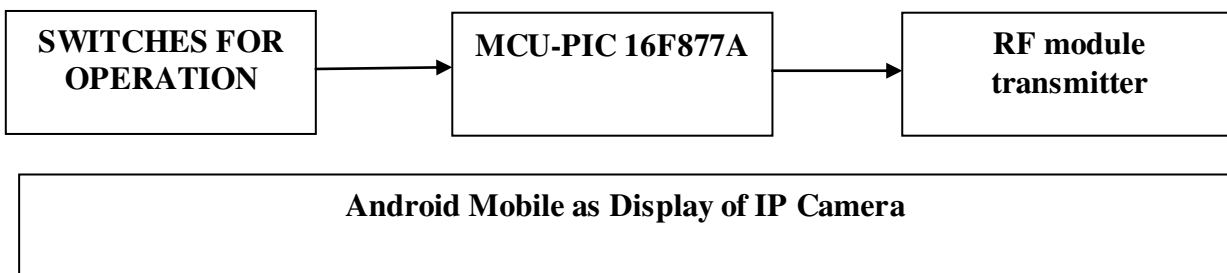 SWITCHES FOR
OPERATION
MCU-PIC 16F877A
RF module
transmitter
Android Mobile as Display of IP Camera